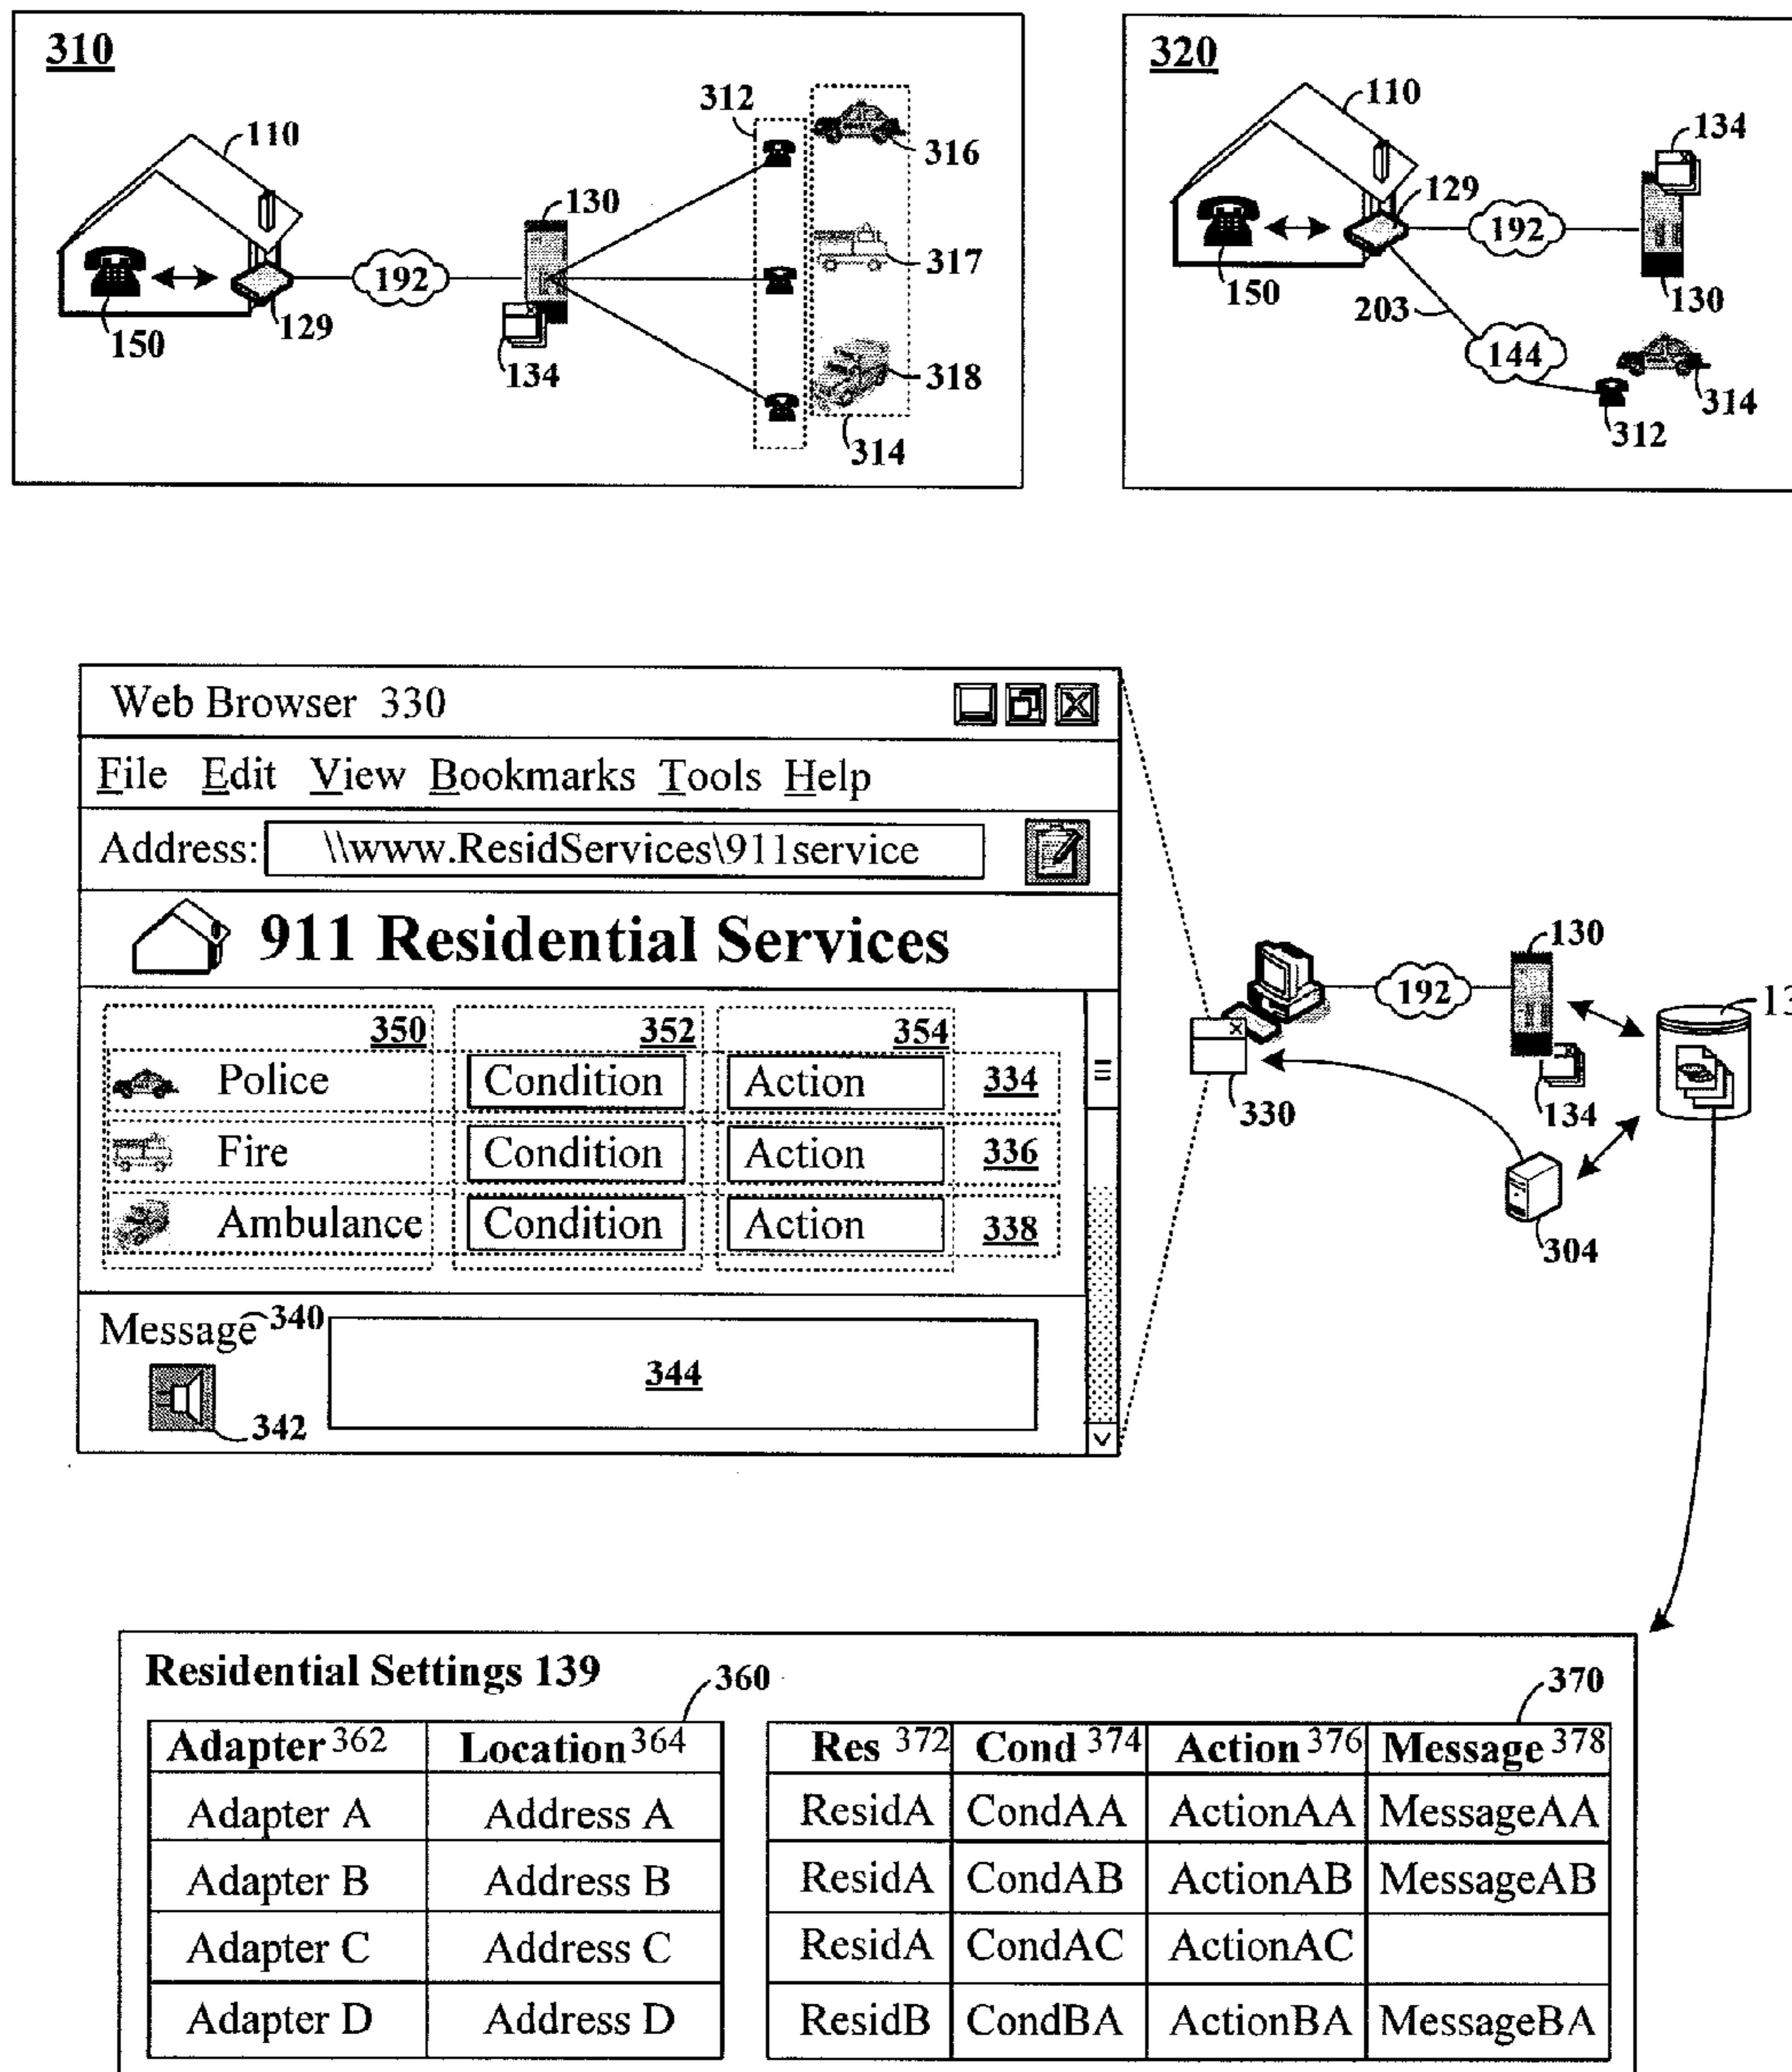 310
312
316
110
130
317
192
318
150
129
134
314
320
110
134
129
192
150
130
203
144
314
312
Web Browser 330
File Edit View Bookmarks Tools Help
Address: \\www.ResidServices\911service
911 Residential Services
350 352 354
Police Condition Action 334
Fire Condition Action 336
Ambulance Condition Action 338
Message 340
344
342
130
192
330
134
304
Residential Settings 139
360
370
Adapter 362 Location 364
Adapter A Address A
Adapter B Address B
Adapter C Address C
Adapter D Address D
Res 372 Cond 374 Action 376 Message 378
ResidA CondAA ActionAA MessageAA
ResidA CondAB ActionAB MessageAB
ResidA CondAC ActionAC
ResidB CondBA ActionBA MessageBA